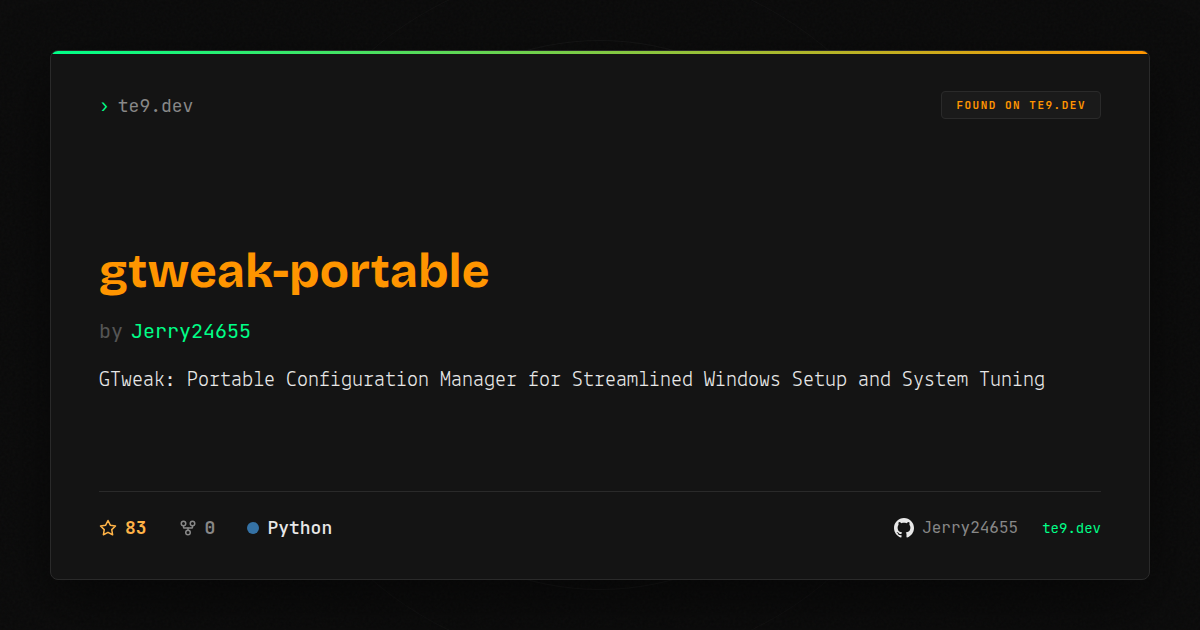 › te9.dev
FOUND ON TE9.DEV
gtweak-portable
by Jerry24655
GTweak: Portable Configuration Manager for Streamlined Windows Setup and System Tuning
83 0 Python
Jerry24655 te9.dev